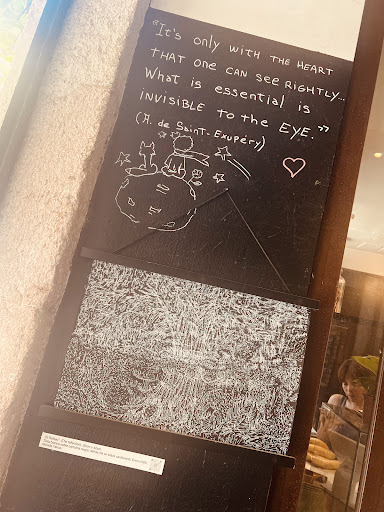 "It's only with the heart
that one can see rightly...
What is essential is
invisible to the eye"
(A. de Saint-Exupéry)